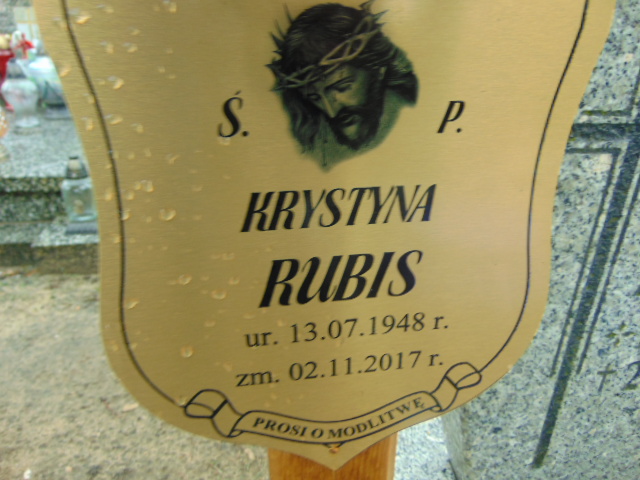 Ś. P.
KRYSTYNA
RUBIS
ur. 13.07.1948 r.
zm. 02.11.2017 r.
PROSI O MODLITWĘ